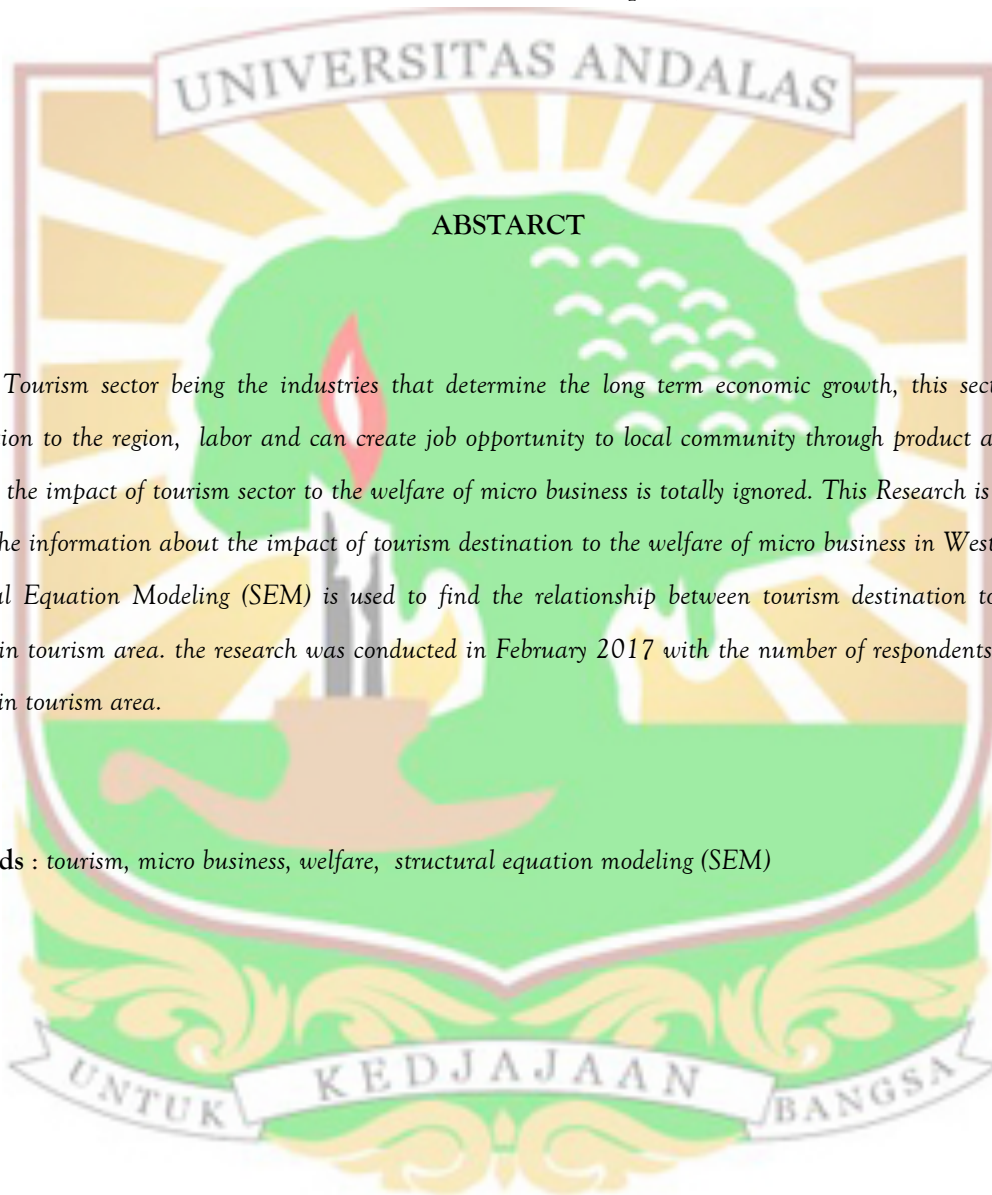 UNIVERSITAS ANDALAS
ABSTARCT
Tourism sector being the industries that determine the long term economic growth, this sect
tion to the region, labor and can create job opportunity to local community through product a
the impact of tourism sector to the welfare of micro business is totally ignored. This Research is
he information about the impact of tourism destination to the welfare of micro business in West
al Equation Modeling (SEM) is used to find the relationship between tourism destination to
in tourism area. the research was conducted in February 2017 with the number of respondents
in tourism area.
ds : tourism, micro business, welfare, structural equation modeling (SEM)
UNTUK KEDJAJAAN BANGSA